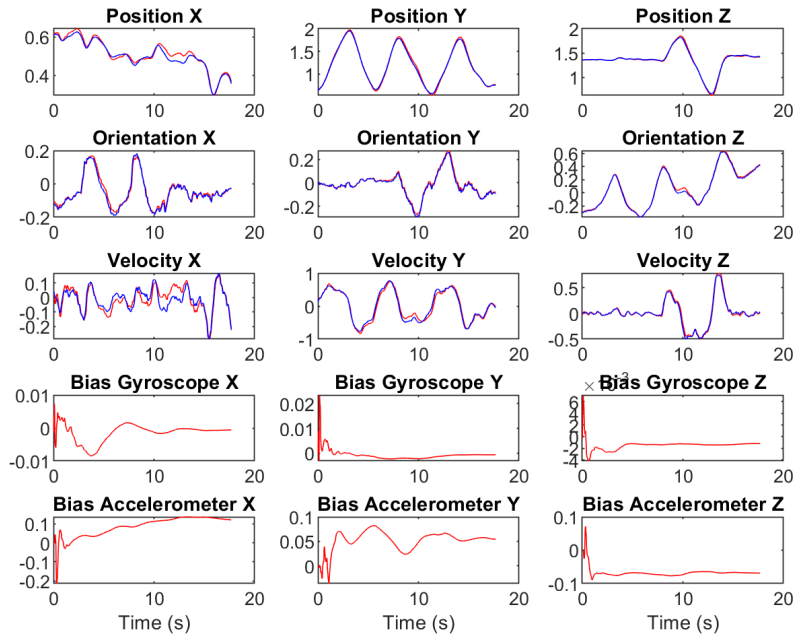 Position X Position Y Position Z
0.6 2 2
0.4 1.5 1.5
1 1
0 10 20 0 10 20 0 10 20
Orientation X Orientation Y Orientation Z
0.2 0.2 0.6
0 0 0.4
-0.2 -0.2 0.2
0
-0.2
0 10 20 0 10 20 0 10 20
Velocity X Velocity Y Velocity Z
0.1 1 0.5
0 0 0
-0.1 -1 -0.5
-0.2
0 10 20 0 10 20 0 10 20
Bias Gyroscope X Bias Gyroscope Y × 10-3 Bias Gyroscope Z
0.01 0.02 6
0 0.01 4
-0.01 0 2
0
-2
-4
0 10 20 0 10 20 0 10 20
Bias Accelerometer X Bias Accelerometer Y Bias Accelerometer Z
0.1 0.1 0.1
0 0.05 0
-0.1 0 -0.1
-0.2
0 10 20 0 10 20 0 10 20
Time (s) Time (s) Time (s)